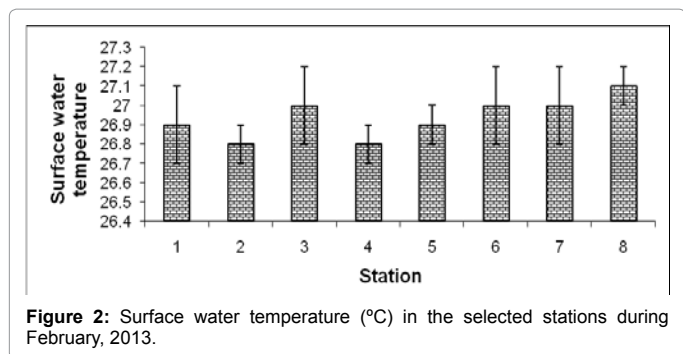 27.3
27.2
27.1
27
26.9
26.8
26.7
26.6
26.5
26.4
Surface water
temperature
1 2 3 4 5 6 7 8
Station
Figure 2: Surface water temperature (ºC) in the selected stations during
February, 2013.